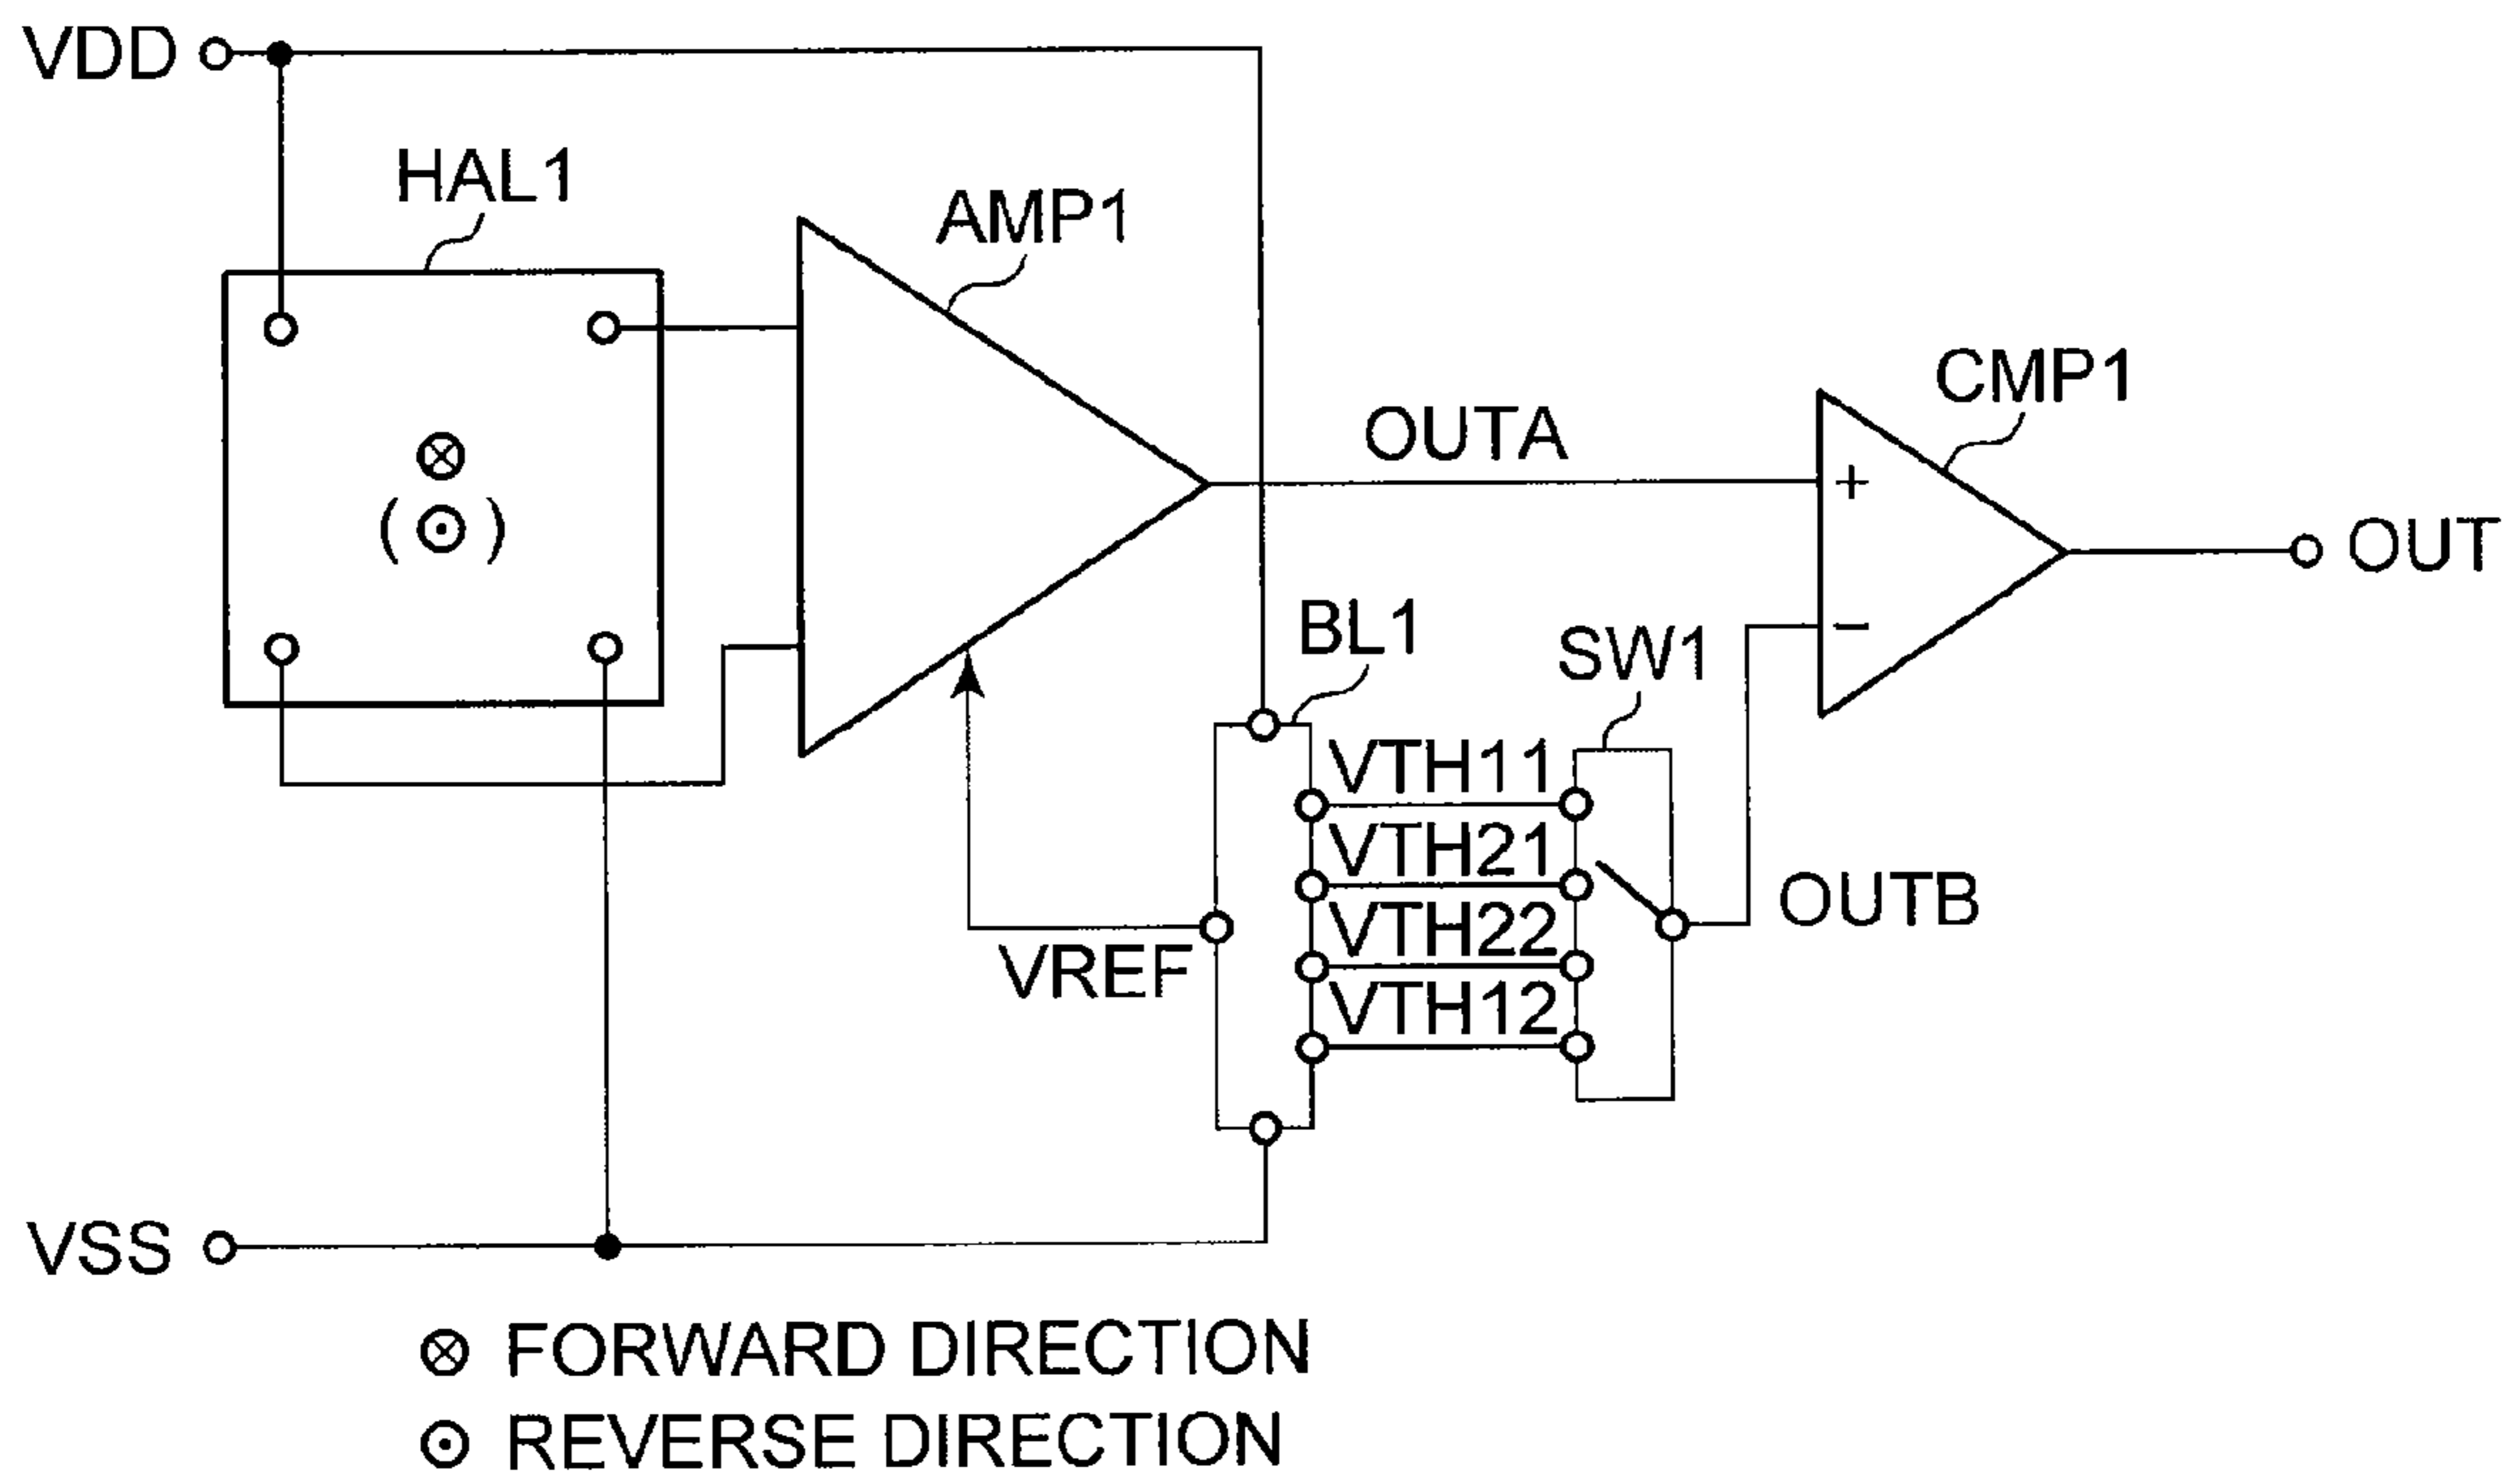 VDD
HAL1
AMP1
CMP1
OUTA
+
OUT
( )
BL1
−
SW1
VTH11
VTH21
OUTB
VTH22
VREF
VTH12
VSS
⊗ FORWARD DIRECTION
⊙ REVERSE DIRECTION